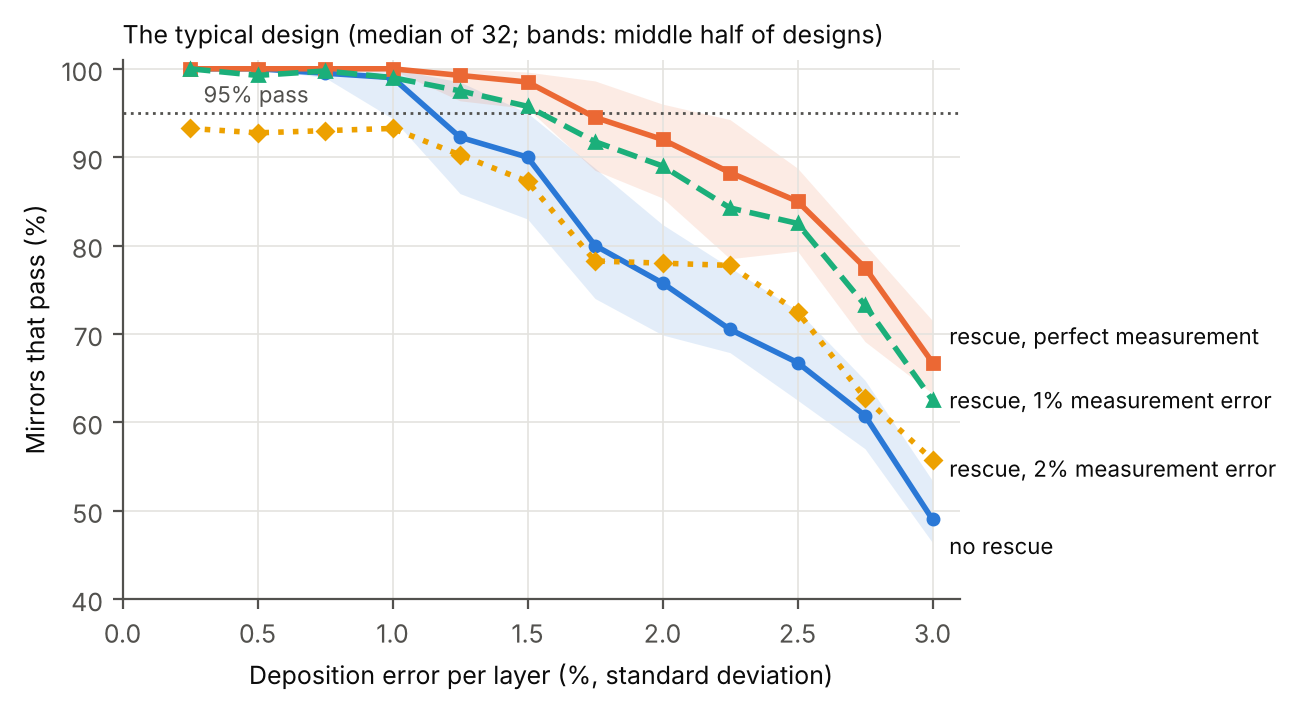 The typical design (median of 32; bands: middle half of designs)
100
95% pass
90
80
70
60
50
40
Mirrors that pass (%)
rescue, perfect measurement
rescue, 1% measurement error
rescue, 2% measurement error
no rescue
0.0 0.5 1.0 1.5 2.0 2.5 3.0
Deposition error per layer (%, standard deviation)